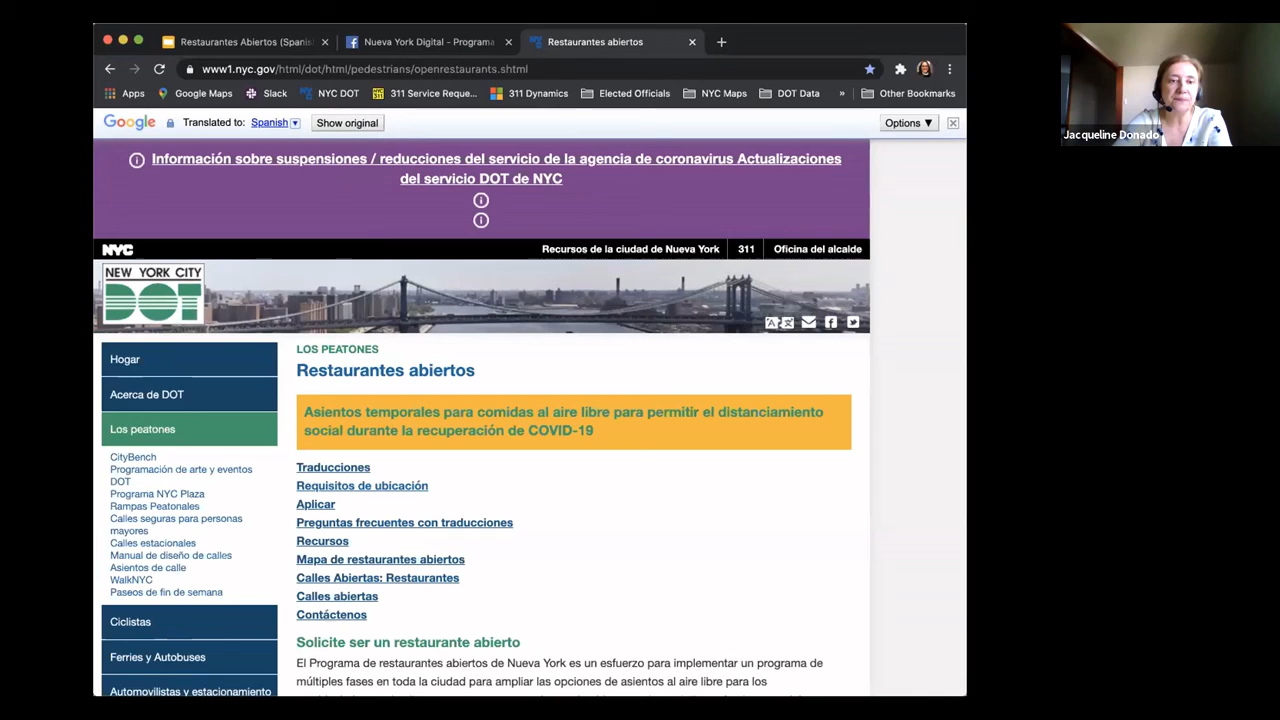 Restaurantes Abiertos (Spanis
Nueva York Digital - Programa
Restaurantes abiertos
www1.nyc.gov/html/dot/html/pedestrians/openrestaurants.shtml
Apps
Google Maps
Slack
NYC DOT
311 Service Reque...
311 Dynamics
Elected Officials
NYC Maps
DOT Data
»
Other Bookmarks
Google
Translated to: Spanish
Show original
Options
Información sobre suspensiones / reducciones del servicio de la agencia de coronavirus Actualizaciones
del servicio DOT de NYC
NYC
Recursos de la ciudad de Nueva York
311
Oficina del alcalde
NEW YORK CITY
DOT
Hogar
Acerca de DOT
Los peatones
CityBench
Programación de arte y eventos
DOT
Programa NYC Plaza
Rampas Peatonales
Calles seguras para personas
mayores
Calles estacionales
Manual de diseño de calles
Asientos de calle
WalkNYC
Paseos de fin de semana
Ciclistas
Ferries y Autobuses
Automovilistas y estacionamiento
LOS PEATONES
Restaurantes abiertos
Asientos temporales para comidas al aire libre para permitir el distanciamiento
social durante la recuperación de COVID-19
Traducciones
Requisitos de ubicación
Aplicar
Preguntas frecuentes con traducciones
Recursos
Mapa de restaurantes abiertos
Calles Abiertas: Restaurantes
Calles abiertas
Contáctenos
Solicite ser un restaurante abierto
El Programa de restaurantes abiertos de Nueva York es un esfuerzo para implementar un programa de
múltiples fases en toda la ciudad para ampliar las opciones de asientos al aire libre para los
Jacqueline Donado